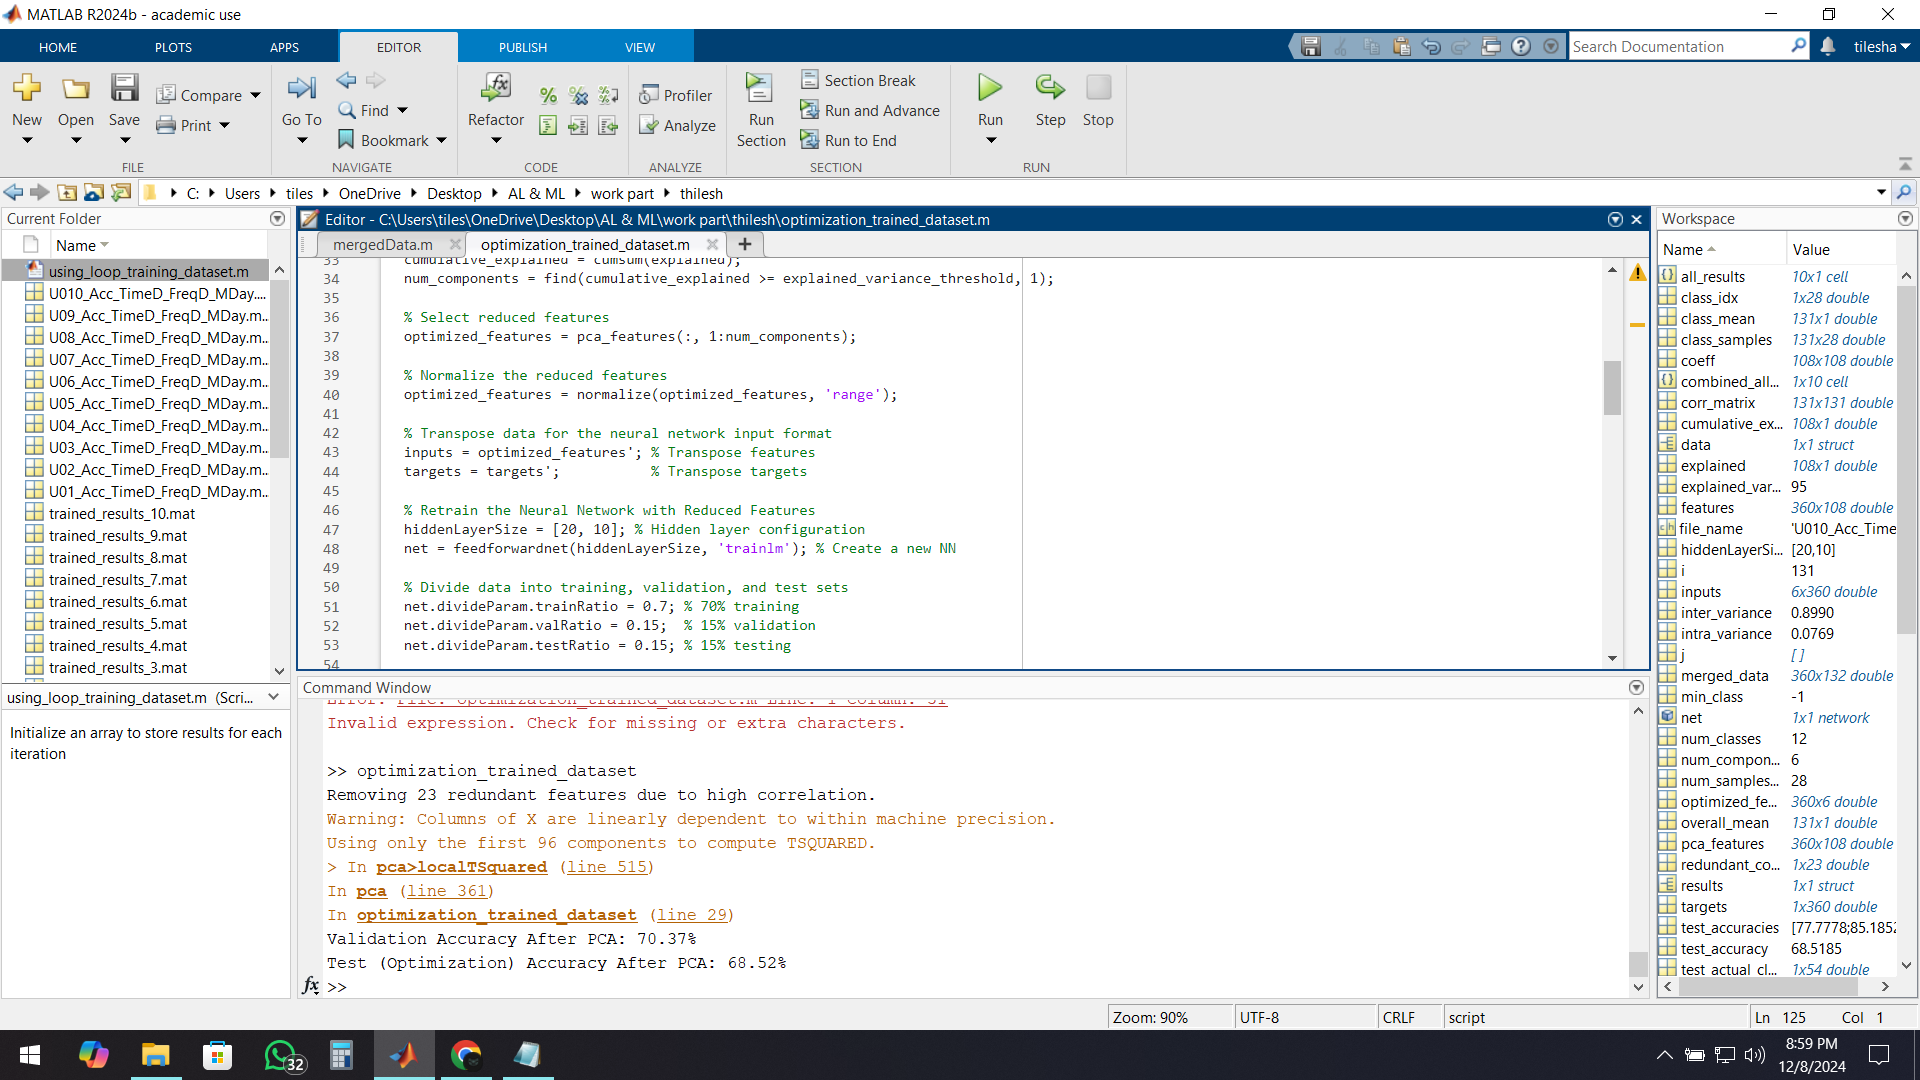 MATLAB R2024b - academic use
HOME
PLOTS
APPS
EDITOR
PUBLISH
VIEW
Search Documentation
tilesha
New
Open
Save
Compare
Print
Go To
Find
Bookmark
Refactor
Profiler
Analyze
Run Section
Section Break
Run and Advance
Run to End
Run
Step
Stop
FILE
NAVIGATE
CODE
ANALYZE
SECTION
RUN
C: Users tiles OneDrive Desktop AL & ML work part thilesh
Current Folder
Name
using_loop_training_dataset.m
U010_Acc_TimeD_FreqD_MDay....
U09_Acc_TimeD_FreqD_MDay.m...
U08_Acc_TimeD_FreqD_MDay.m...
U07_Acc_TimeD_FreqD_MDay.m...
U06_Acc_TimeD_FreqD_MDay.m...
U05_Acc_TimeD_FreqD_MDay.m...
U04_Acc_TimeD_FreqD_MDay.m...
U03_Acc_TimeD_FreqD_MDay.m...
U02_Acc_TimeD_FreqD_MDay.m...
U01_Acc_TimeD_FreqD_MDay.m...
trained_results_10.mat
trained_results_9.mat
trained_results_8.mat
trained_results_7.mat
trained_results_6.mat
trained_results_5.mat
trained_results_4.mat
trained_results_3.mat
using_loop_training_dataset.m (Scri...
Initialize an array to store results for each
iteration
Editor - C:\Users\tiles\OneDrive\Desktop\AL & ML\work part\thilesh\optimization_trained_dataset.m
mergedData.m
optimization_trained_dataset.m
33 cumulative_explained = cumsum(explained);
34 num_components = find(cumulative_explained >= explained_variance_threshold, 1);
35
36 % Select reduced features
37 optimized_features = pca_features(:, 1:num_components);
38
39 % Normalize the reduced features
40 optimized_features = normalize(optimized_features, 'range');
41
42 % Transpose data for the neural network input format
43 inputs = optimized_features'; % Transpose features
44 targets = targets'; % Transpose targets
45
46 % Retrain the Neural Network with Reduced Features
47 hiddenLayerSize = [20, 10]; % Hidden layer configuration
48 net = feedforwardnet(hiddenLayerSize, 'trainlm'); % Create a new NN
49
50 % Divide data into training, validation, and test sets
51 net.divideParam.trainRatio = 0.7; % 70% training
52 net.divideParam.valRatio = 0.15; % 15% validation
53 net.divideParam.testRatio = 0.15; % 15% testing
54
Command Window
Error: File: optimization_trained_dataset.m Line: 1 Column: 31
Invalid expression. Check for missing or extra characters.
>> optimization_trained_dataset
Removing 23 redundant features due to high correlation.
Warning: Columns of X are linearly dependent to within machine precision.
Using only the first 96 components to compute TSQUARED.
> In pca>localTSquared (line 515)
In pca (line 361)
In optimization_trained_dataset (line 29)
Validation Accuracy After PCA: 70.37%
Test (Optimization) Accuracy After PCA: 68.52%
fx >>
Workspace
Name Value
all_results 10x1 cell
class_idx 1x28 double
class_mean 131x1 double
class_samples 131x28 double
coeff 108x108 double
combined_all... 1x10 cell
corr_matrix 131x131 double
cumulative_ex... 108x1 double
data 1x1 struct
explained 108x1 double
explained_var... 95
features 360x108 double
file_name 'U010_Acc_Time
hiddenLayerSi... [20,10]
i 131
inputs 6x360 double
inter_variance 0.8990
intra_variance 0.0769
j []
merged_data 360x132 double
min_class -1
net 1x1 network
num_classes 12
num_compon... 6
num_samples... 28
optimized_fe... 360x6 double
overall_mean 131x1 double
pca_features 360x108 double
redundant_co... 1x23 double
results 1x1 struct
targets 1x360 double
test_accuracies [77.7778;85.1852
test_accuracy 68.5185
test_actual_cl... 1x54 double
Zoom: 90%
UTF-8
CRLF
script
Ln 125 Col 1
32
8:59 PM
12/8/2024